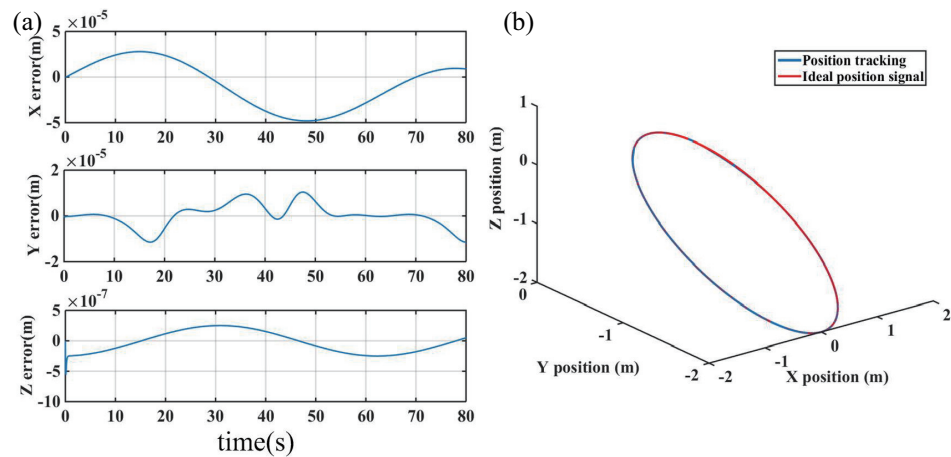 (a)
×10^-5
5
0
-5
X error(m)
0 10 20 30 40 50 60 70 80
×10^-5
2
0
-2
Y error(m)
0 10 20 30 40 50 60 70 80
×10^-7
5
0
-5
-10
Z error(m)
0 10 20 30 40 50 60 70 80
time(s)
(b)
Position tracking
Ideal position signal
1
0
-1
-2
Z position (m)
0
-1
-2
Y position (m)
-2
-1
0
1
2
X position (m)